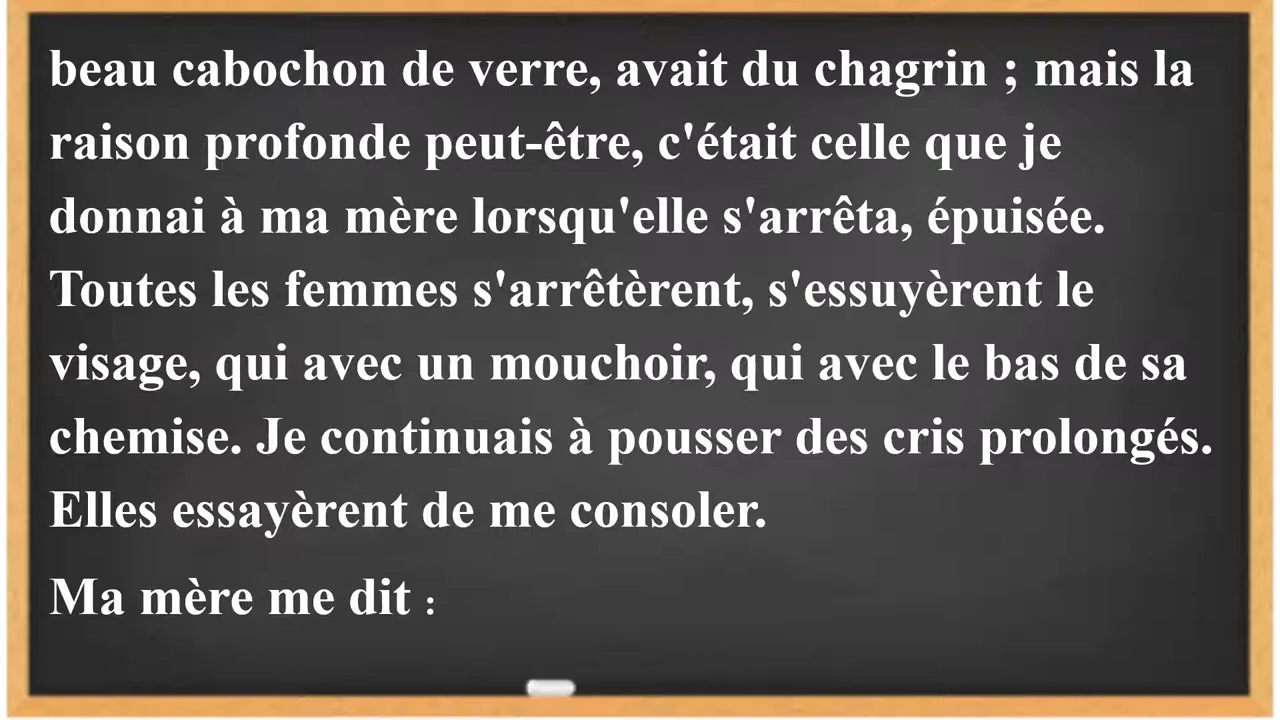 beau cabochon de verre, avait du chagrin ; mais la
raison profonde peut-être, c'était celle que je
donnai à ma mère lorsqu'elle s'arrêta, épuisée.
Toutes les femmes s'arrêtèrent, s'essuyèrent le
visage, qui avec un mouchoir, qui avec le bas de sa
chemise. Je continuais à pousser des cris prolongés.
Elles essayèrent de me consoler.
Ma mère me dit :